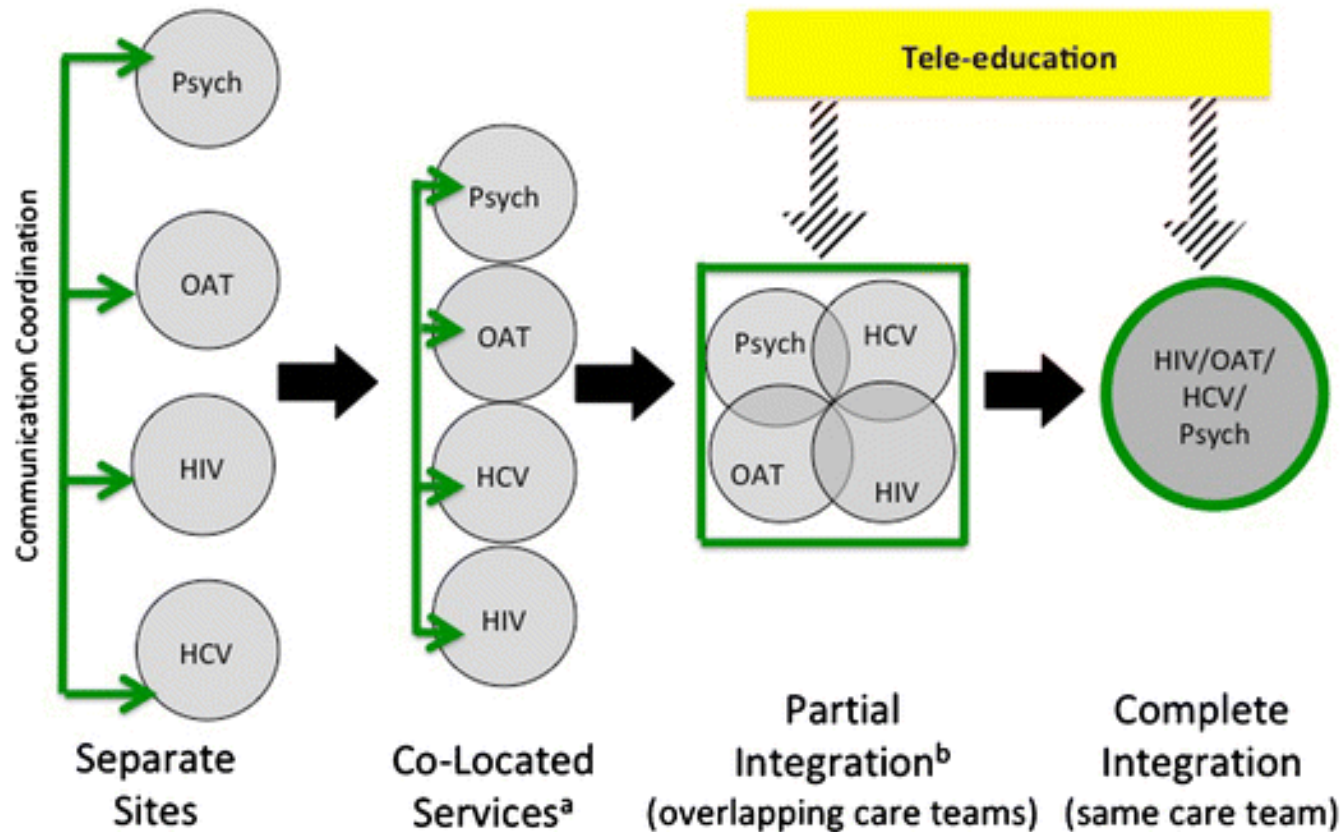 Communication Coordination
Psych
OAT
HIV
HCV
Separate
Sites
Psych
OAT
HCV
HIV
Co-Located
Servicesᵃ
Tele-education
Psych
HCV
OAT
HIV
Partial
Integrationᵇ
(overlapping care teams)
HIV/OAT/
HCV/
Psych
Complete
Integration
(same care team)